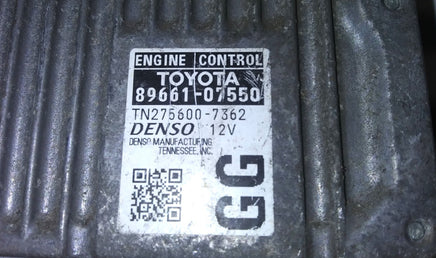 ENGINE CONTROL
TOYOTA
89661-07550
TN275600-7362
DENSO 12V
DENSO MANUFACTURING
TENNESSEE, INC.
GG